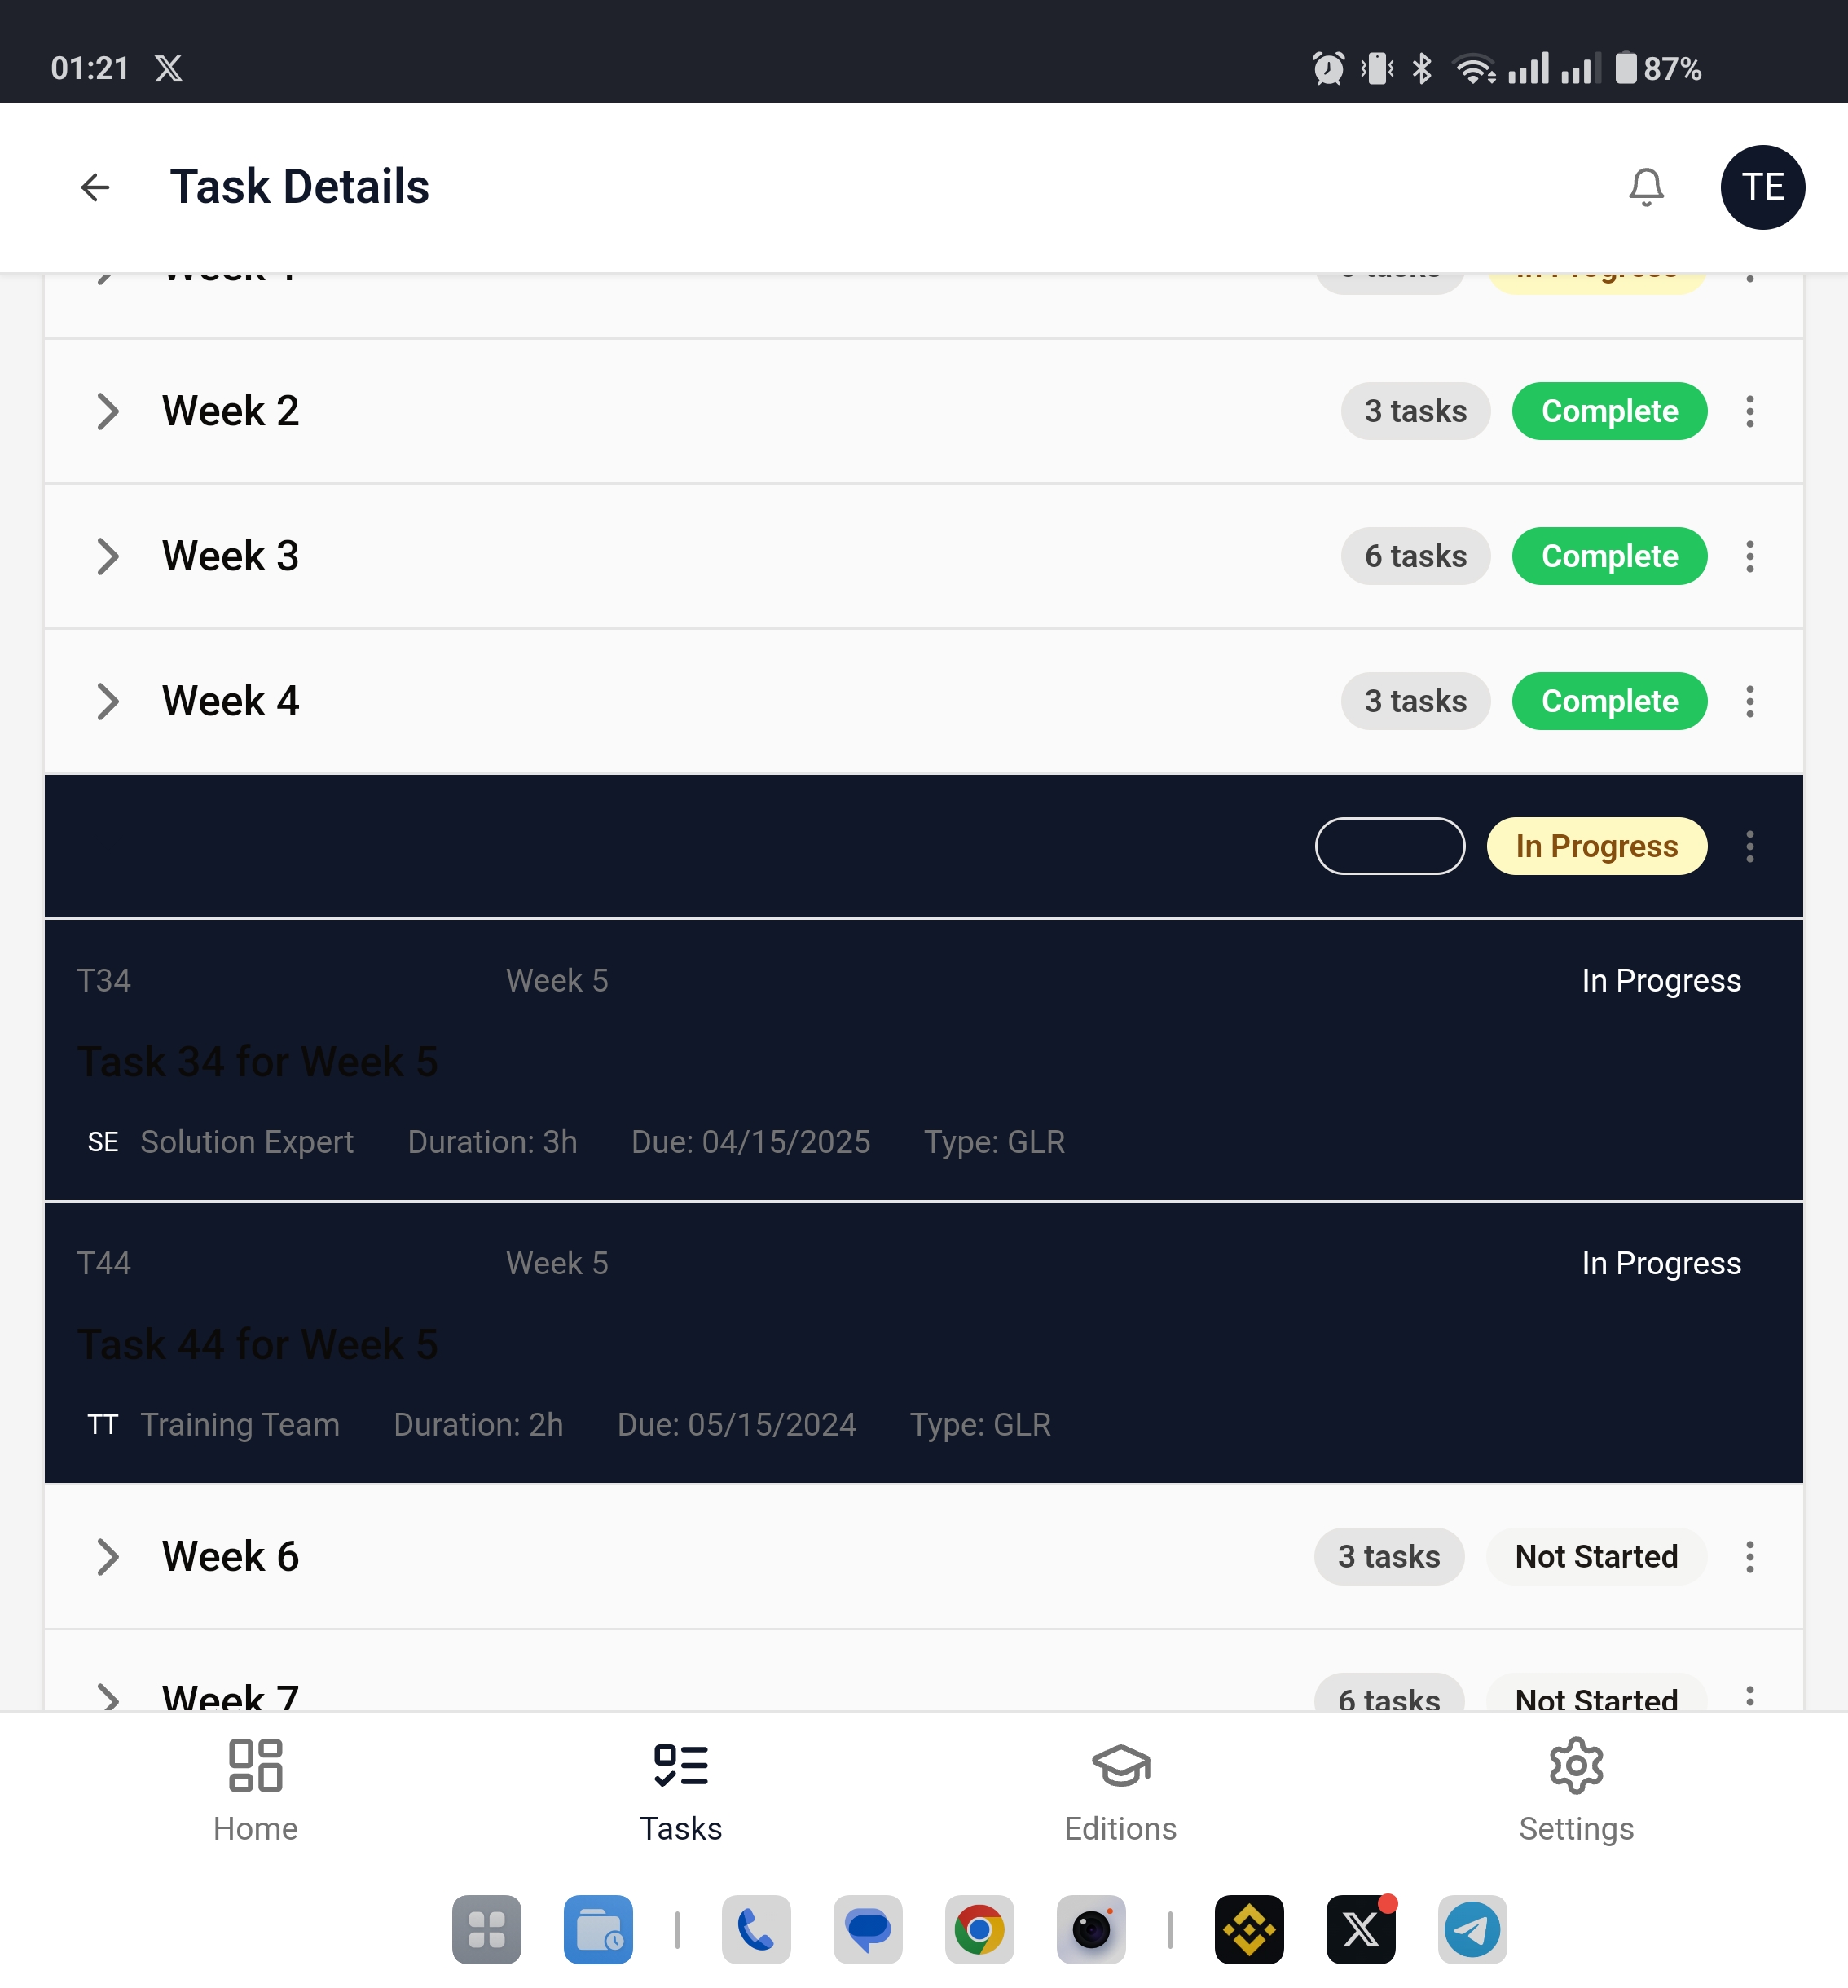 01:21
87%
Task Details
TE
Week 2
3 tasks
Complete
Week 3
6 tasks
Complete
Week 4
3 tasks
Complete
In Progress
T34
Week 5
In Progress
Task 34 for Week 5
SE Solution Expert Duration: 3h Due: 04/15/2025 Type: GLR
T44
Week 5
In Progress
Task 44 for Week 5
TT Training Team Duration: 2h Due: 05/15/2024 Type: GLR
Week 6
3 tasks
Not Started
Week 7
6 tasks
Not Started
Home
Tasks
Editions
Settings